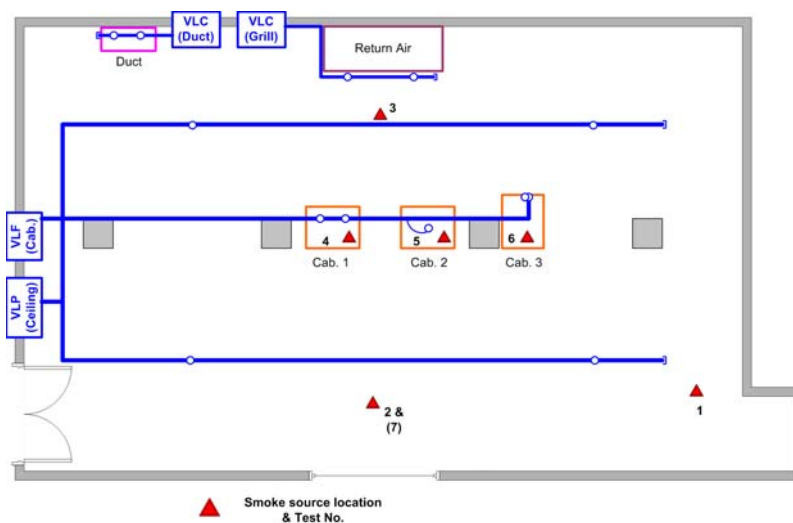 VLC
(Duct)
VLC
(Grill)
Return Air
Duct
3
VLF
(Cab.)
4
5
6
Cab. 1
Cab. 2
Cab. 3
VLP
(Ceiling)
2 &
(7)
1
Smoke source location
& Test No.